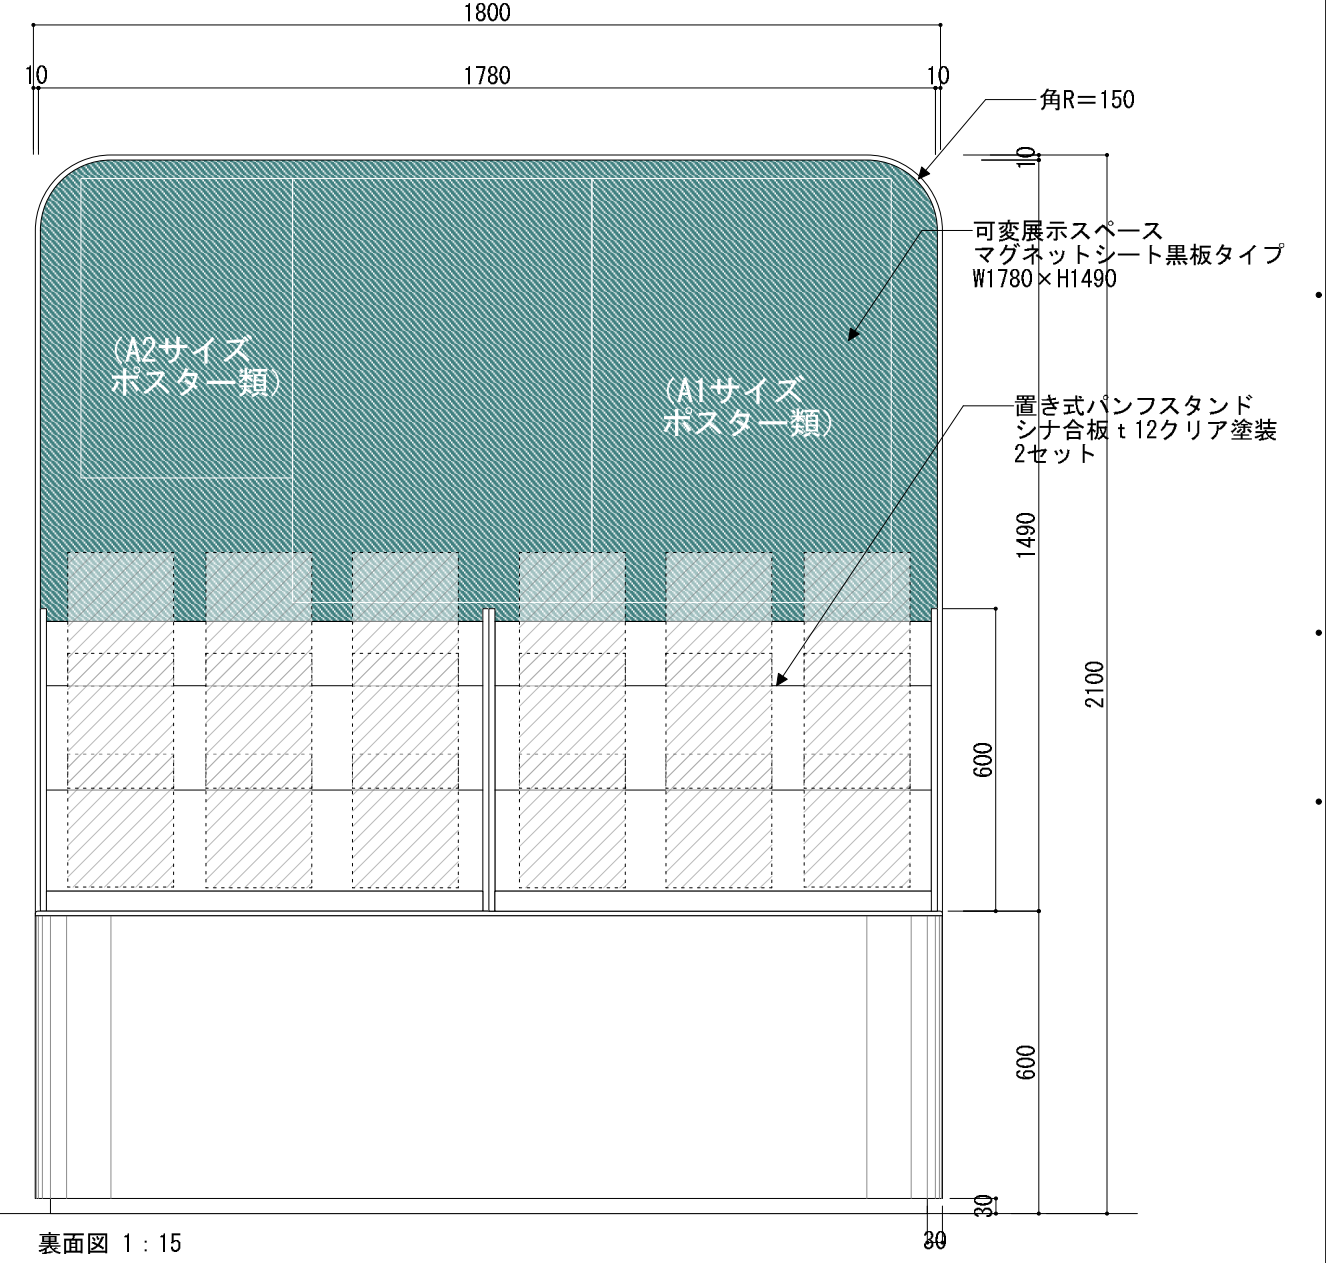 1800
10
1780
10
角R＝150
10
可変展示スペース
マグネットシート黒板タイプ
W1780×H1490
(A2サイズ
ポスター類)
(A1サイズ
ポスター類)
置き式パンフスタンド
シナ合板ｔ12クリア塗装
2セット
1490
2100
600
600
30
30
裏面図 1：15